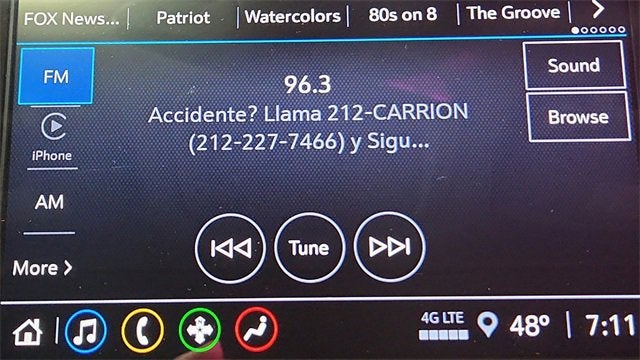 FOX News... Patriot Watercolors 80s on 8 The Groove
FM
96.3
Sound
Accidente? Llama 212-CARRION
Browse
(212-227-7466) y Sigu...
iPhone
AM
Tune
More
4G LTE 48° 7:11